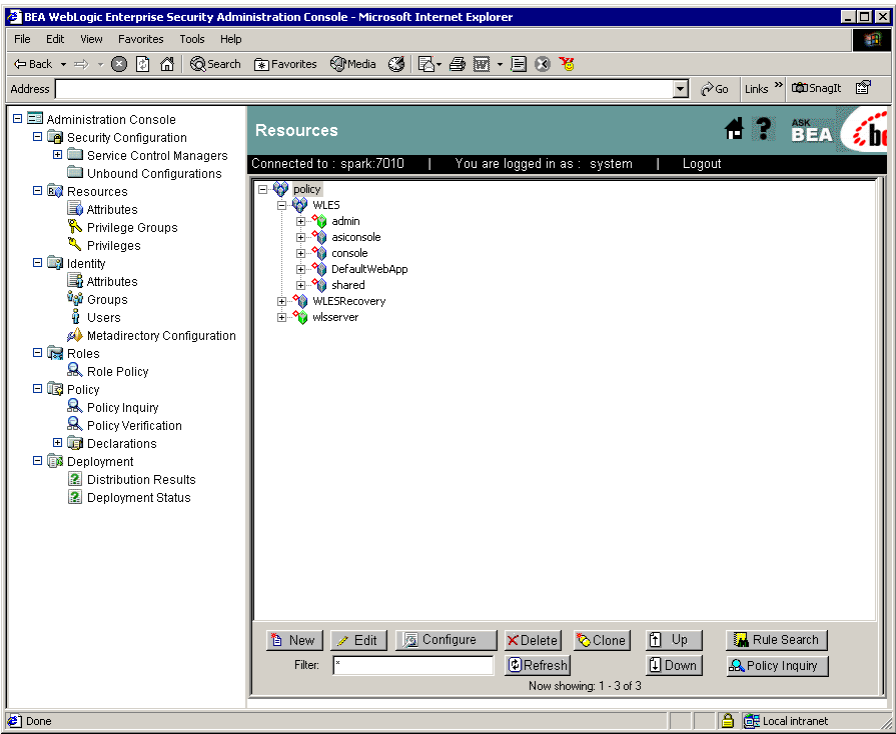 BEA WebLogic Enterprise Security Administration Console - Microsoft Internet Explorer
File Edit View Favorites Tools Help
Back Search Favorites Media
Address Go Links » SnagIt
Administration Console
Security Configuration
Service Control Managers
Unbound Configurations
Resources
Attributes
Privilege Groups
Privileges
Identity
Attributes
Groups
Users
Metadirectory Configuration
Roles
Role Policy
Policy
Policy Inquiry
Policy Verification
Declarations
Deployment
Distribution Results
Deployment Status
Resources
ASK
BEA
Connected to : spark:7010 | You are logged in as : system | Logout
policy
WLES
admin
asiconsole
console
DefaultWebApp
shared
WLESRecovery
wlsserver
New Edit Configure Delete Clone Up Rule Search
Filter: * Refresh Down Policy Inquiry
Now showing: 1 - 3 of 3
Done Local intranet